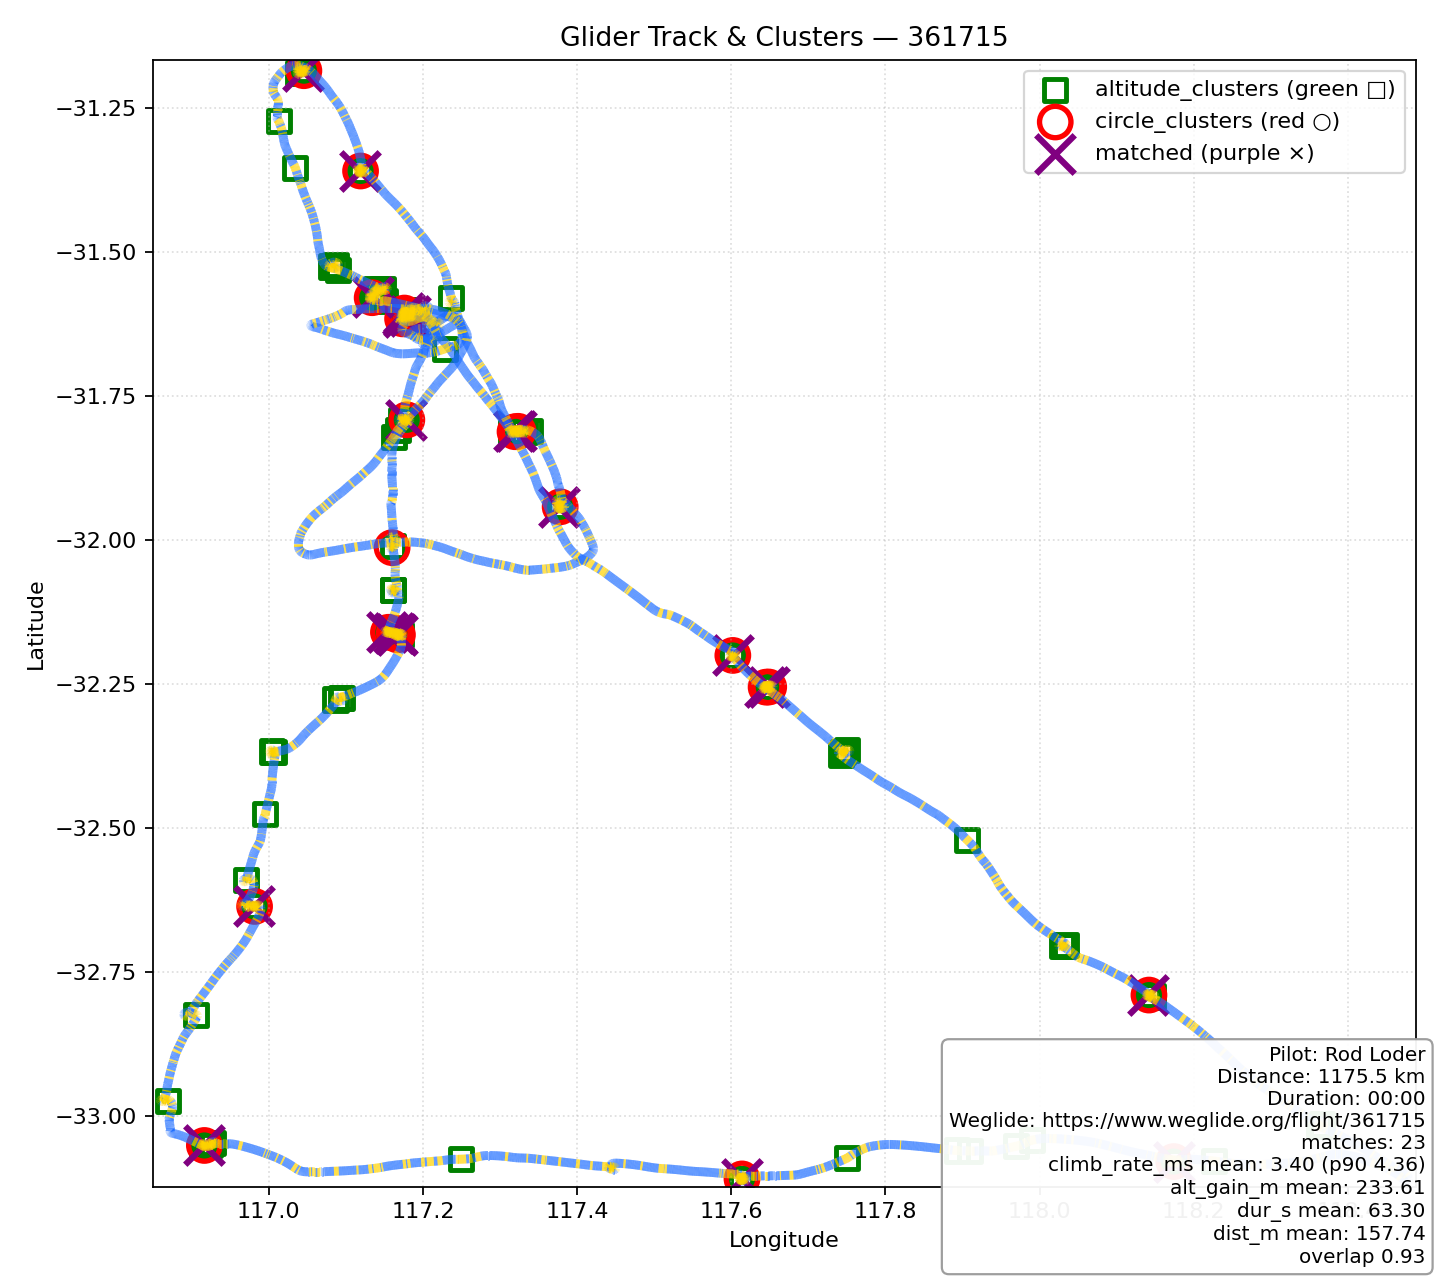 Glider Track & Clusters — 361715
altitude_clusters (green □)
circle_clusters (red ○)
matched (purple ×)
Latitude
−31.25
−31.50
−31.75
−32.00
−32.25
−32.50
−32.75
−33.00
117.0
117.2
117.4
117.6
117.8
118.0
118.2
Longitude
Pilot: Rod Loder
Distance: 1175.5 km
Duration: 00:00
Weglide: https://www.weglide.org/flight/361715
matches: 23
climb_rate_ms mean: 3.40 (p90 4.36)
alt_gain_m mean: 233.61
dur_s mean: 63.30
dist_m mean: 157.74
overlap 0.93